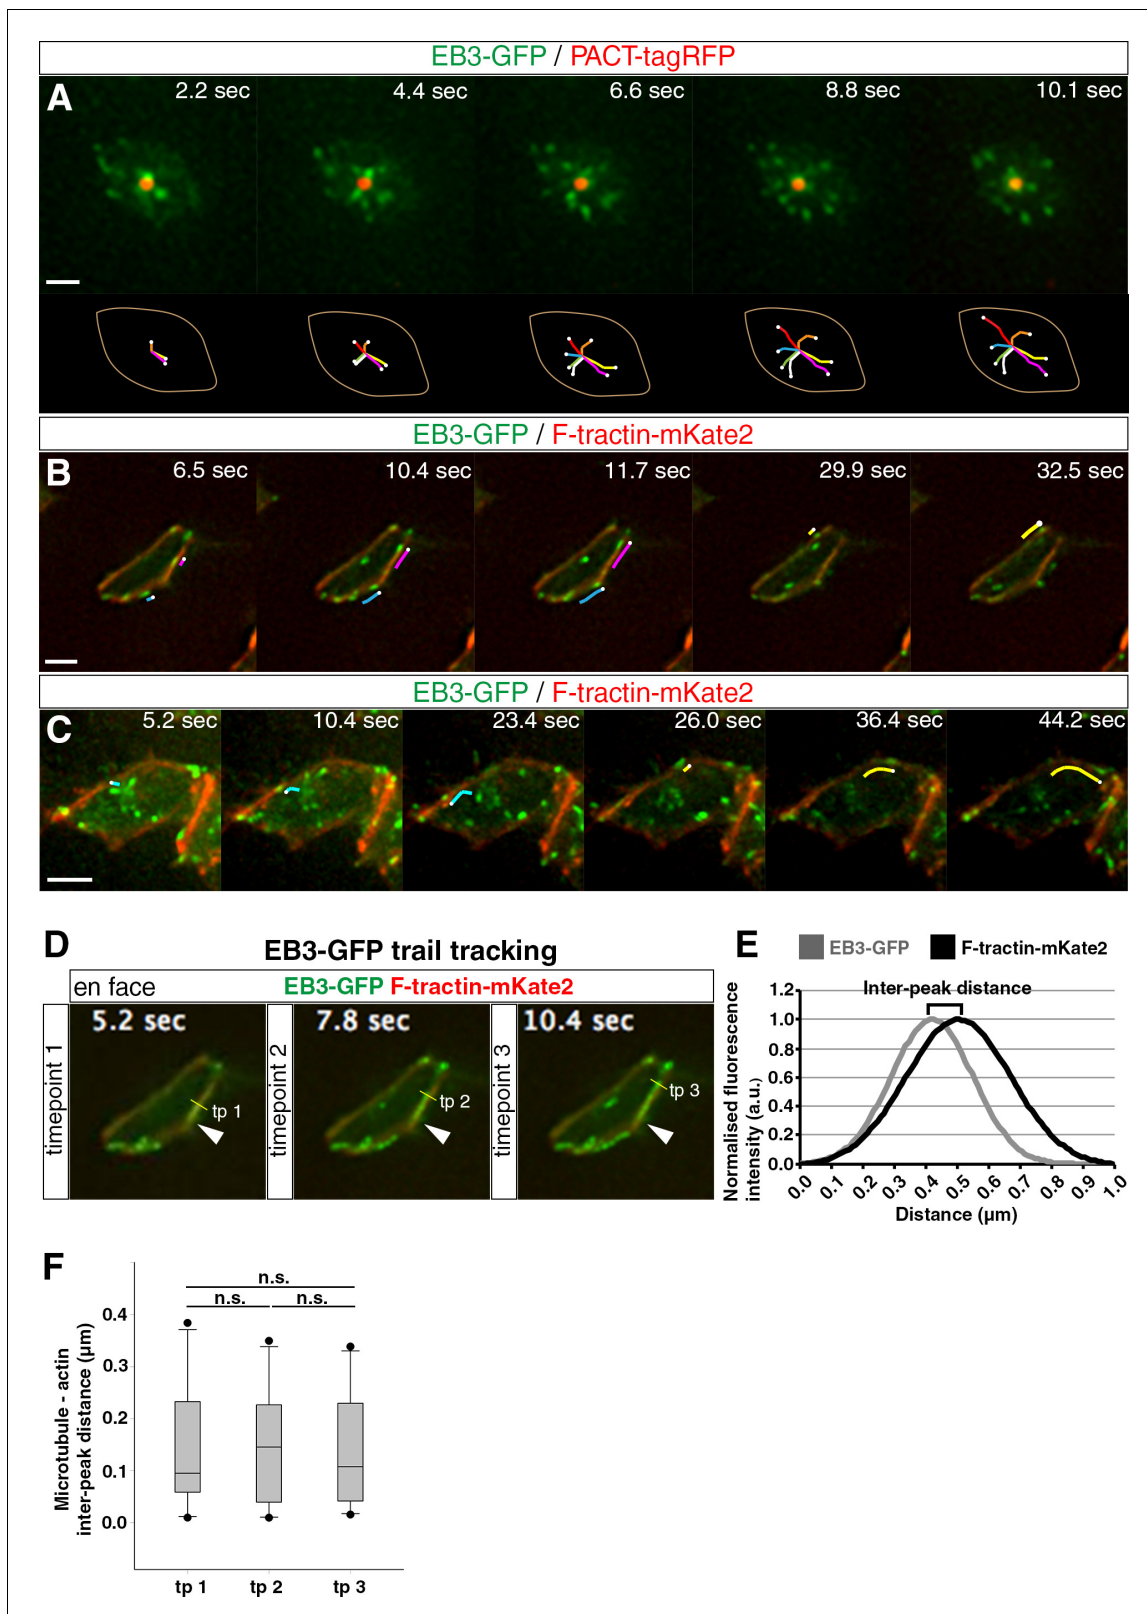 EB3-GFP / PACT-tagRFP
A
2.2 sec
4.4 sec
6.6 sec
8.8 sec
10.1 sec
EB3-GFP / F-tractin-mKate2
B
6.5 sec
10.4 sec
11.7 sec
29.9 sec
32.5 sec
EB3-GFP / F-tractin-mKate2
C
5.2 sec
10.4 sec
23.4 sec
26.0 sec
36.4 sec
44.2 sec
D
EB3-GFP trail tracking
en face
EB3-GFP F-tractin-mKate2
timepoint 1
5.2 sec
tp 1
timepoint 2
7.8 sec
tp 2
timepoint 3
10.4 sec
tp 3
E
EB3-GFP
F-tractin-mKate2
Inter-peak distance
Normalised fluorescence
intensity (a.u.)
1.2
1.0
0.8
0.6
0.4
0.2
0.0
0.0 0.1 0.2 0.3 0.4 0.5 0.6 0.7 0.8 0.9 1.0
Distance (µm)
F
Microtubule - actin
inter-peak distance (µm)
n.s.
n.s.
n.s.
0.4
0.3
0.2
0.1
0.0
tp 1 tp 2 tp 3